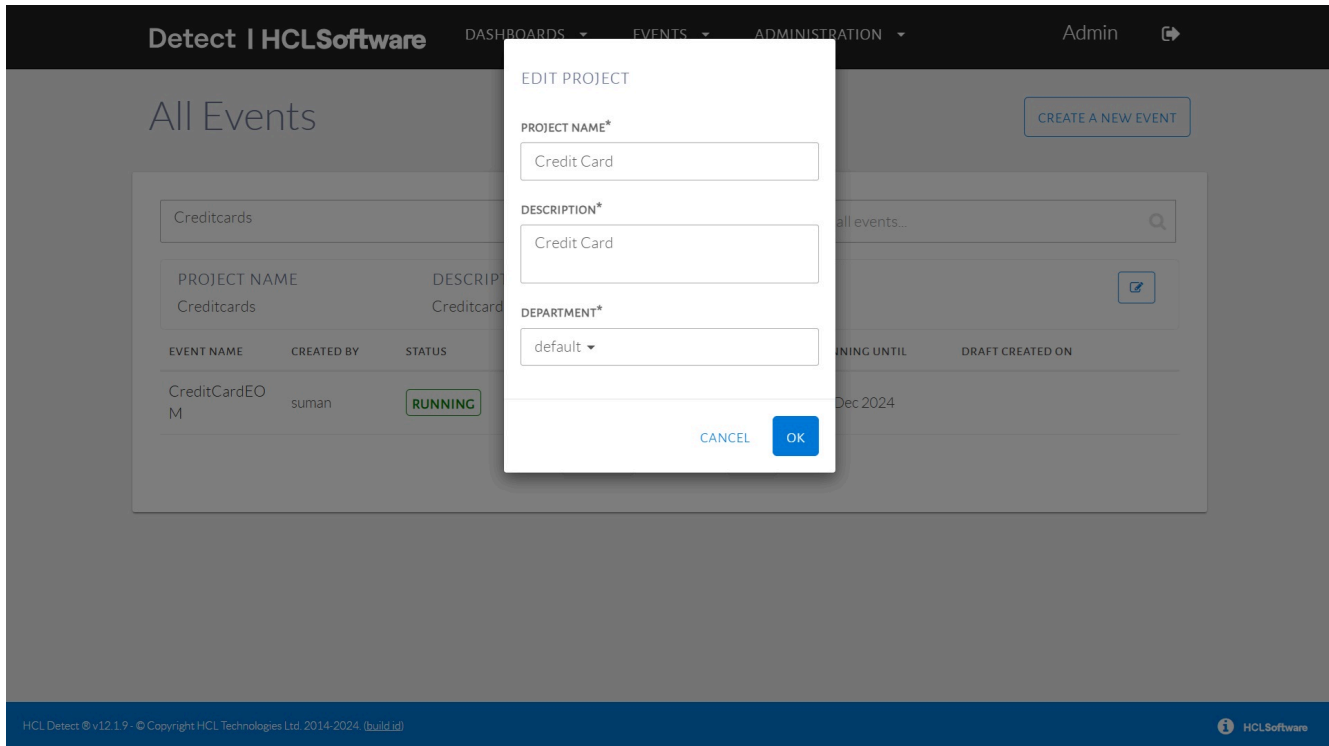 Detect | HCLSoftware DASHBOARDS EVENTS ADMINISTRATION Admin
EDIT PROJECT
All Events
CREATE A NEW EVENT
PROJECT NAME*
Credit Card
DESCRIPTION*
Credit Card
DEPARTMENT*
default
CANCEL OK
Creditcards
all events...
PROJECT NAME DESCRIPT
Creditcards Creditcard
EVENT NAME CREATED BY STATUS NNING UNTIL DRAFT CREATED ON
CreditCardEO
M
suman RUNNING Dec 2024
HCL Detect ® v12.1.9 - © Copyright HCL Technologies Ltd. 2014-2024. (build id) HCLSoftware